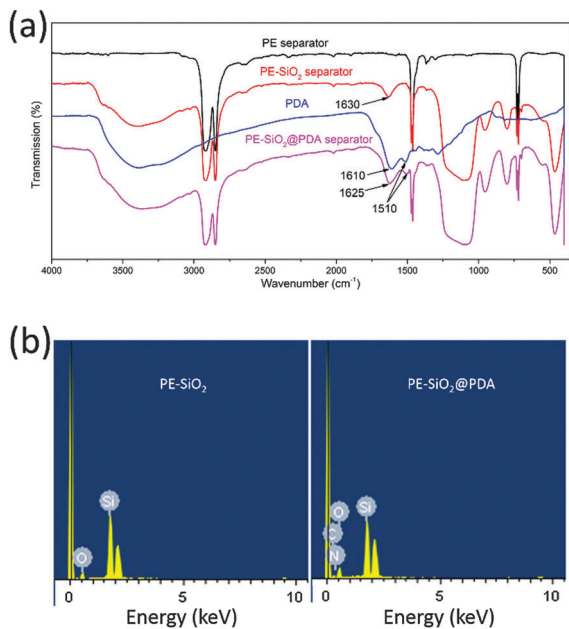 (a)
PE separator
PE-SiO₂ separator
1630
PDA
PE-SiO₂@PDA separator
1610
1625
1510
Transmission (%)
4000 3500 3000 2500 2000 1500 1000 500
Wavenumber (cm⁻¹)
(b)
PE-SiO₂
PE-SiO₂@PDA
Si
O
O
Si
C
N
0 5 10
0 5 10
Energy (keV)
Energy (keV)